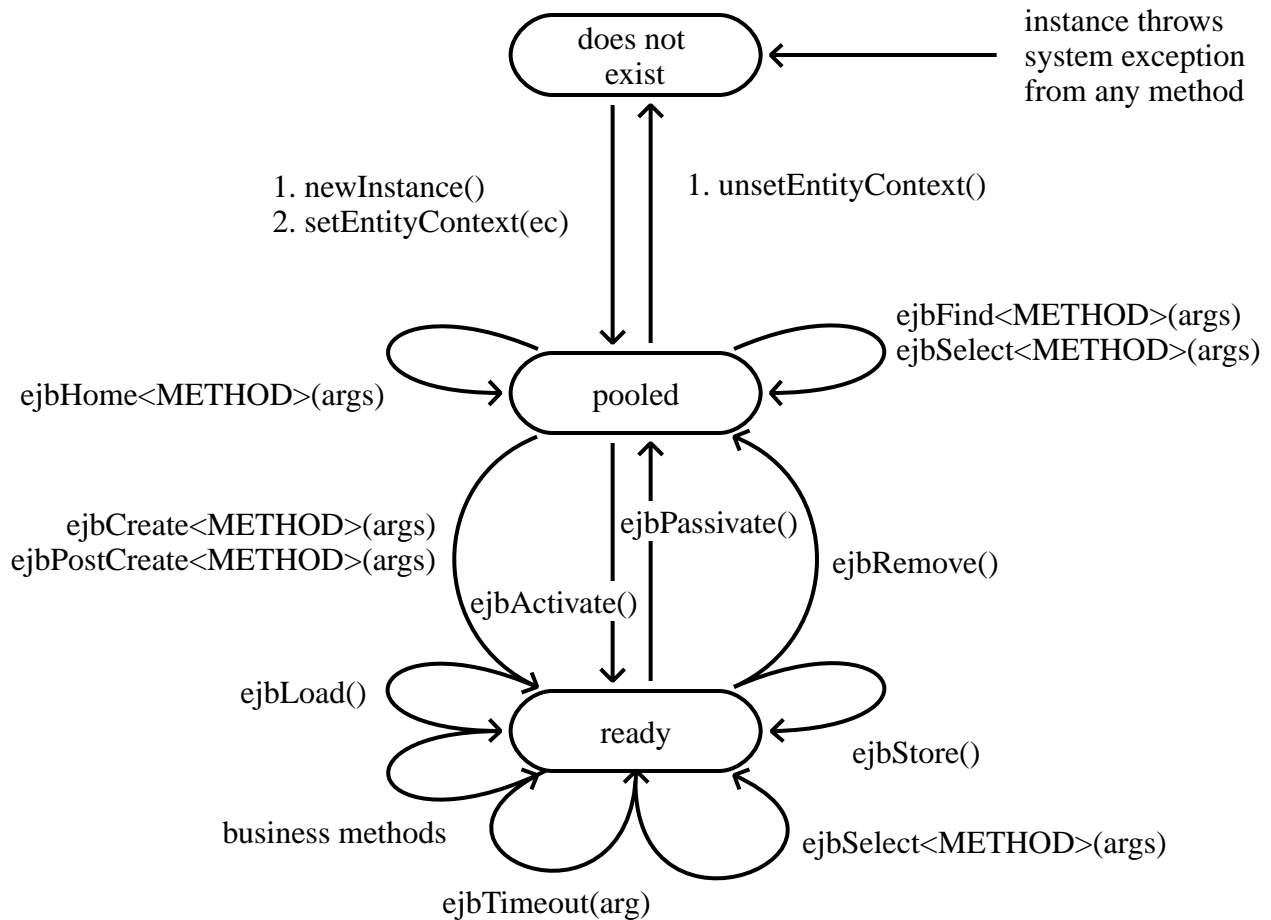 does not
exist
instance throws
system exception
from any method
1. newInstance()
2. setEntityContext(ec)
1. unsetEntityContext()
ejbHome<METHOD>(args)
pooled
ejbFind<METHOD>(args)
ejbSelect<METHOD>(args)
ejbCreate<METHOD>(args)
ejbPostCreate<METHOD>(args)
ejbPassivate()
ejbActivate()
ejbRemove()
ejbLoad()
ready
ejbStore()
business methods
ejbSelect<METHOD>(args)
ejbTimeout(arg)